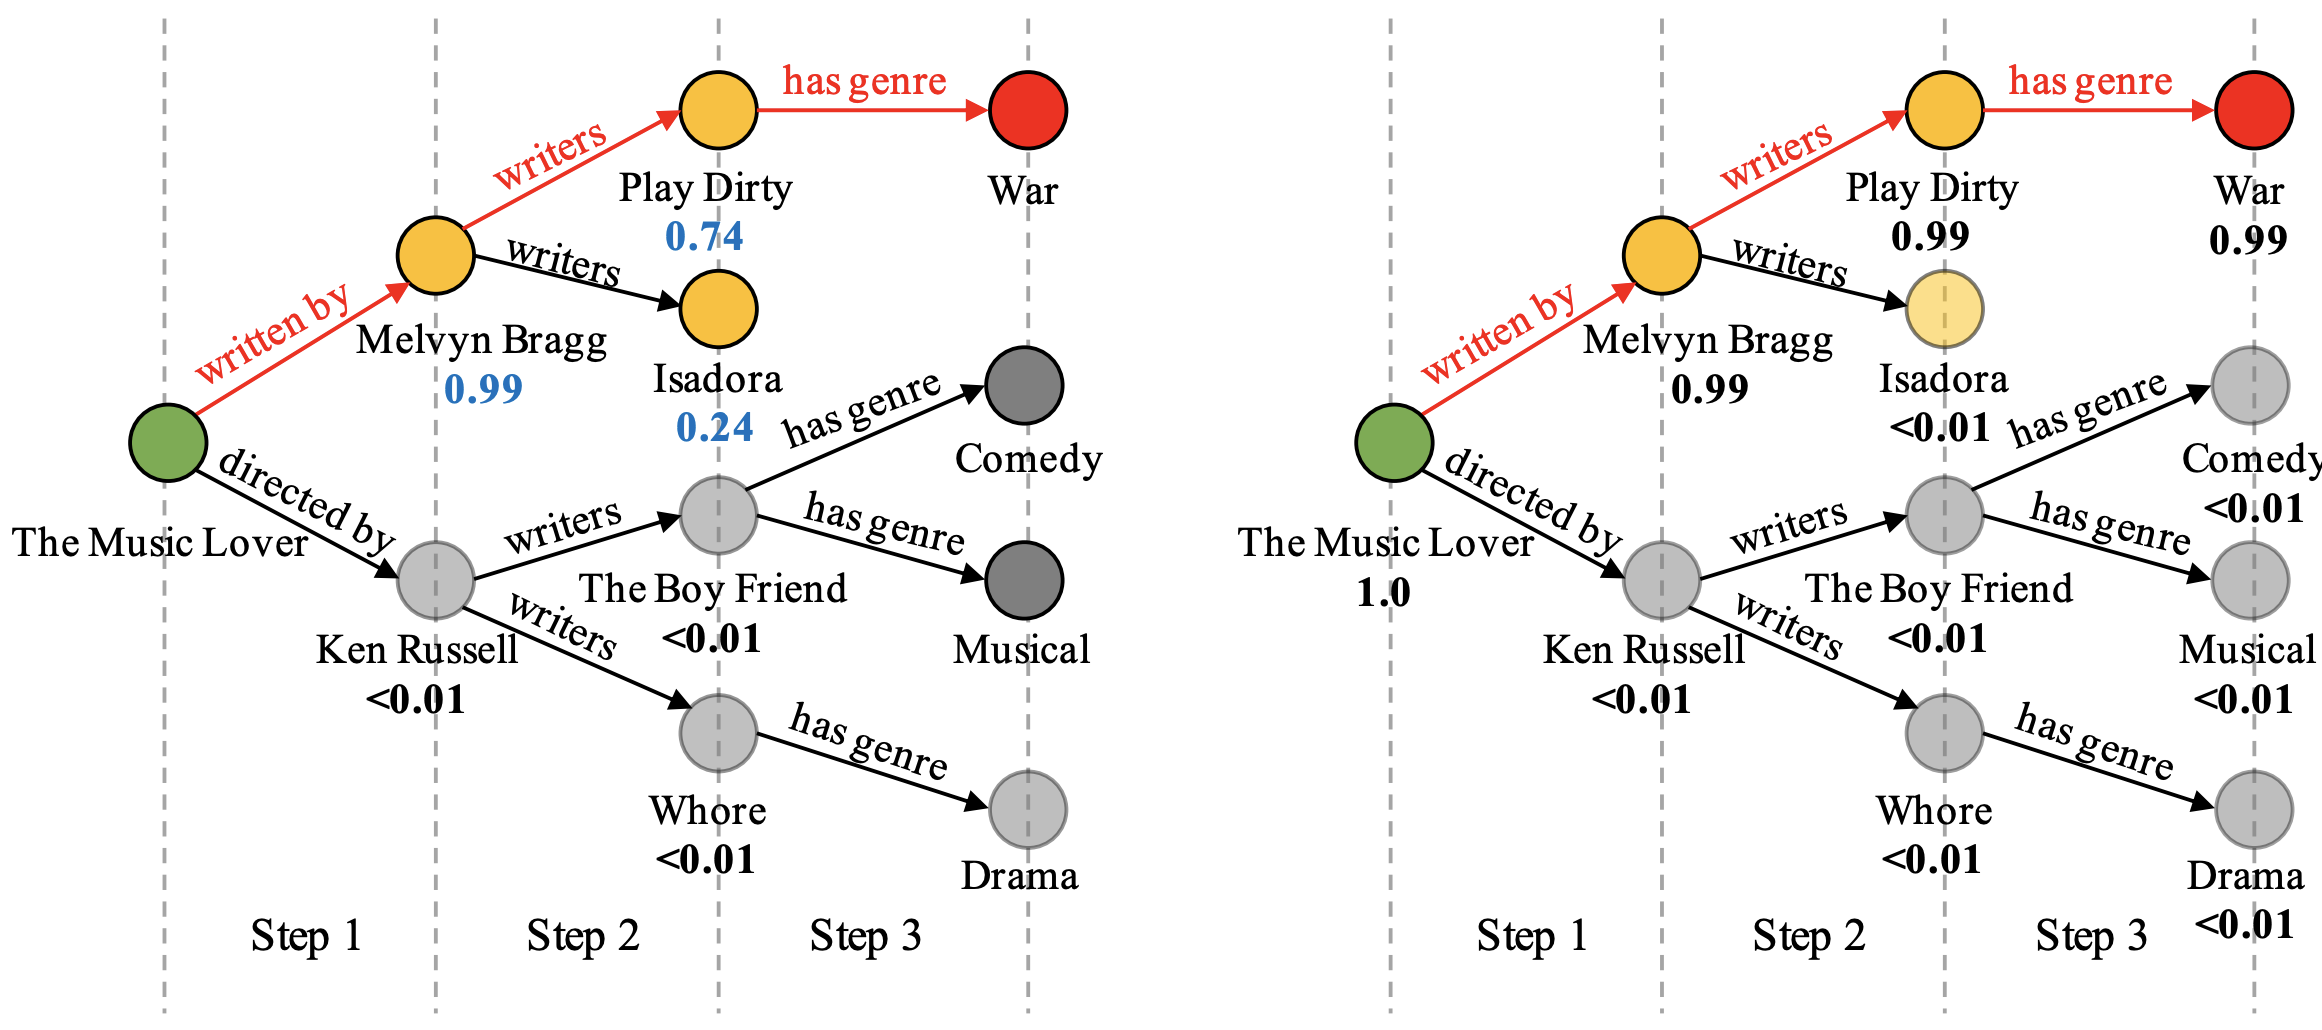 has genre
writers
Play Dirty
0.74
War
writers
written by
Melvyn Bragg
0.99
Isadora
0.24
has genre
Comedy
directed by
The Music Lover
writers
has genre
The Boy Friend
<0.01
Musical
Ken Russell
<0.01
writers
has genre
Whore
<0.01
Drama
Step 1
Step 2
Step 3
has genre
writers
Play Dirty
0.99
War
0.99
writers
written by
Melvyn Bragg
0.99
Isadora
<0.01
has genre
Comedy
<0.01
directed by
The Music Lover
1.0
writers
has genre
The Boy Friend
<0.01
Musical
<0.01
Ken Russell
<0.01
writers
has genre
Whore
<0.01
Drama
<0.01
Step 1
Step 2
Step 3